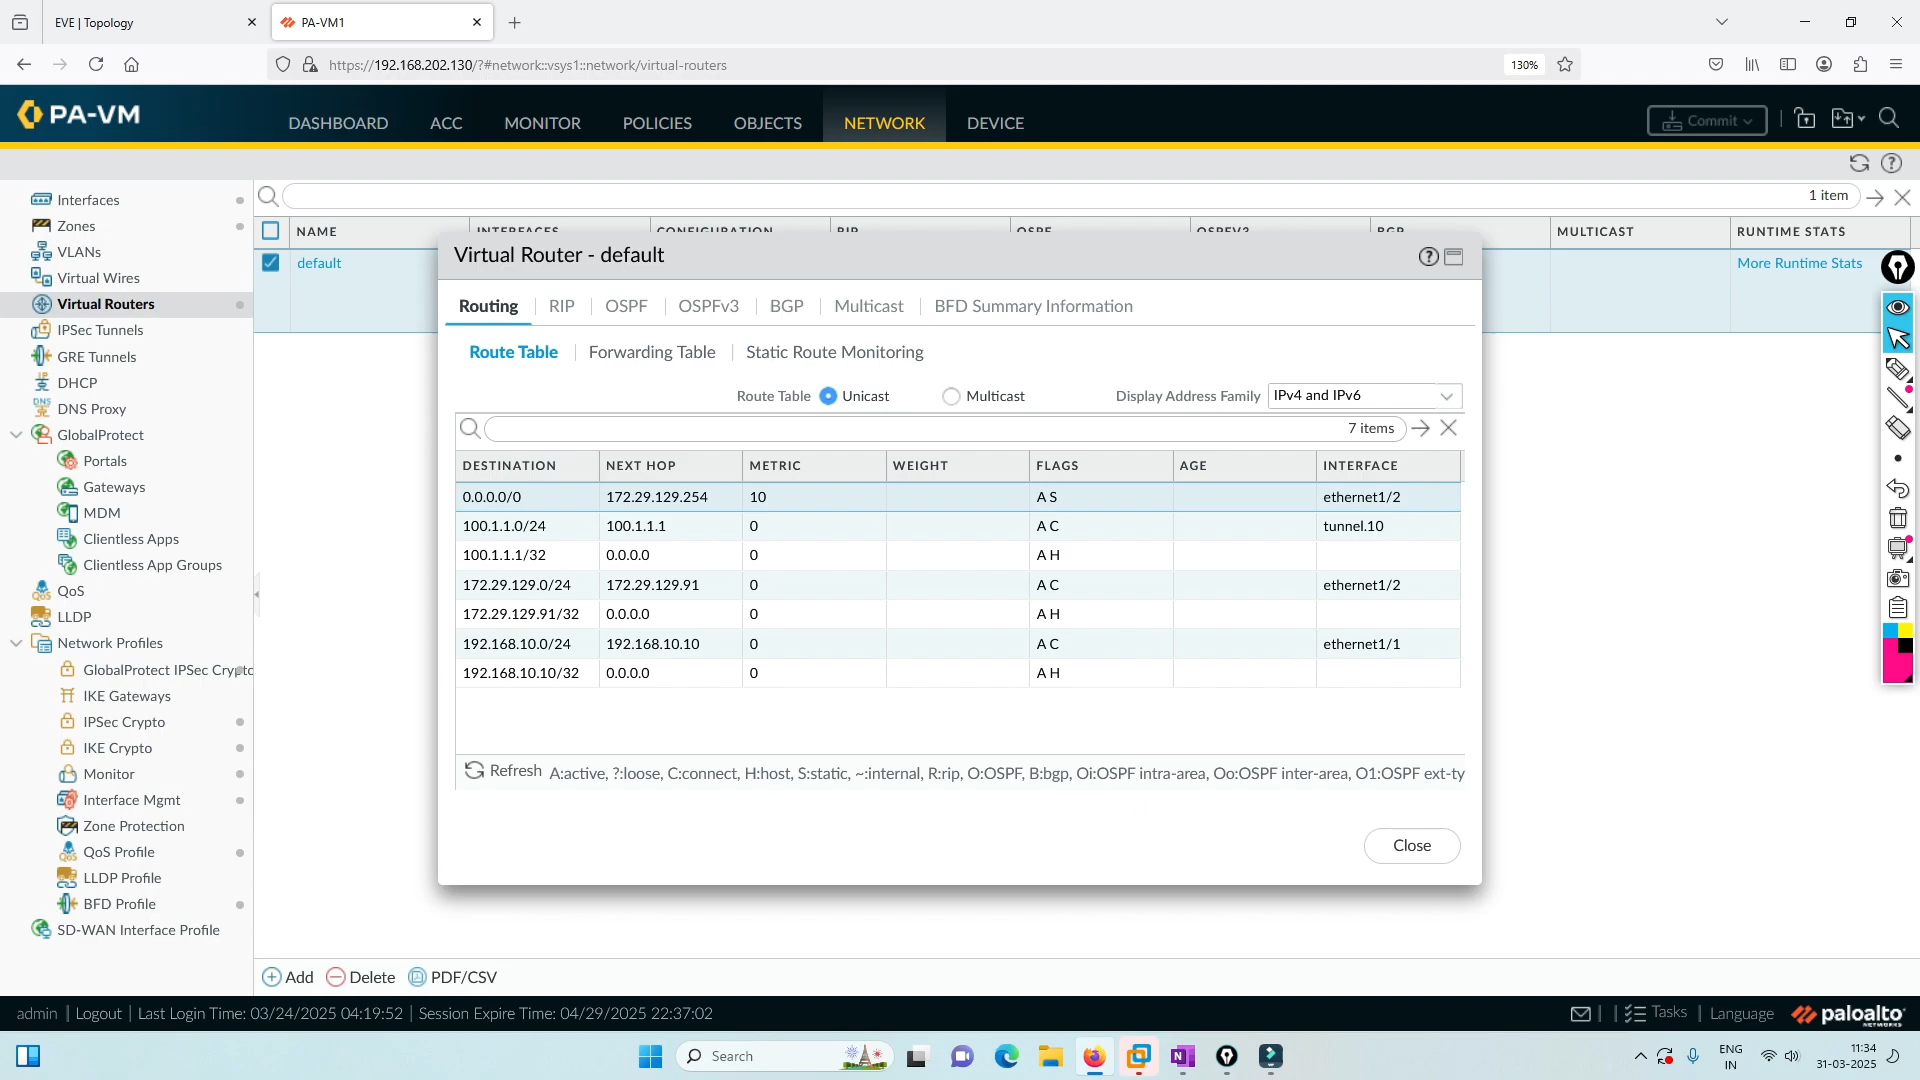 EVE | Topology
PA-VM1
https://192.168.202.130/?#network::vsys1::network/virtual-routers
130%
PA-VM
DASHBOARD
ACC
MONITOR
POLICIES
OBJECTS
NETWORK
DEVICE
Commit
Interfaces
Zones
VLANs
Virtual Wires
Virtual Routers
IPSec Tunnels
GRE Tunnels
DHCP
DNS Proxy
GlobalProtect
Portals
Gateways
MDM
Clientless Apps
Clientless App Groups
QoS
LLDP
Network Profiles
GlobalProtect IPSec Crypto
IKE Gateways
IPSec Crypto
IKE Crypto
Monitor
Interface Mgmt
Zone Protection
QoS Profile
LLDP Profile
BFD Profile
SD-WAN Interface Profile
1 item
NAME INTERFACES CONFIGURATION RIP OSPF OSPFV3 BGP MULTICAST RUNTIME STATS
default More Runtime Stats
Virtual Router - default
Routing RIP OSPF OSPFv3 BGP Multicast BFD Summary Information
Route Table Forwarding Table Static Route Monitoring
Route Table Unicast Multicast Display Address Family IPv4 and IPv6
7 items
DESTINATION NEXT HOP METRIC WEIGHT FLAGS AGE INTERFACE
0.0.0.0/0 172.29.129.254 10 A S ethernet1/2
100.1.1.0/24 100.1.1.1 0 A C tunnel.10
100.1.1.1/32 0.0.0.0 0 A H
172.29.129.0/24 172.29.129.91 0 A C ethernet1/2
172.29.129.91/32 0.0.0.0 0 A H
192.168.10.0/24 192.168.10.10 0 A C ethernet1/1
192.168.10.10/32 0.0.0.0 0 A H
Refresh A:active, ?:loose, C:connect, H:host, S:static, ~:internal, R:rip, O:OSPF, B:bgp, Oi:OSPF intra-area, Oo:OSPF inter-area, O1:OSPF ext-ty
Close
Add Delete PDF/CSV
admin | Logout | Last Login Time: 03/24/2025 04:19:52 | Session Expire Time: 04/29/2025 22:37:02
Tasks | Language
paloalto
NETWORKS
Search
ENG
IN
11:34
31-03-2025